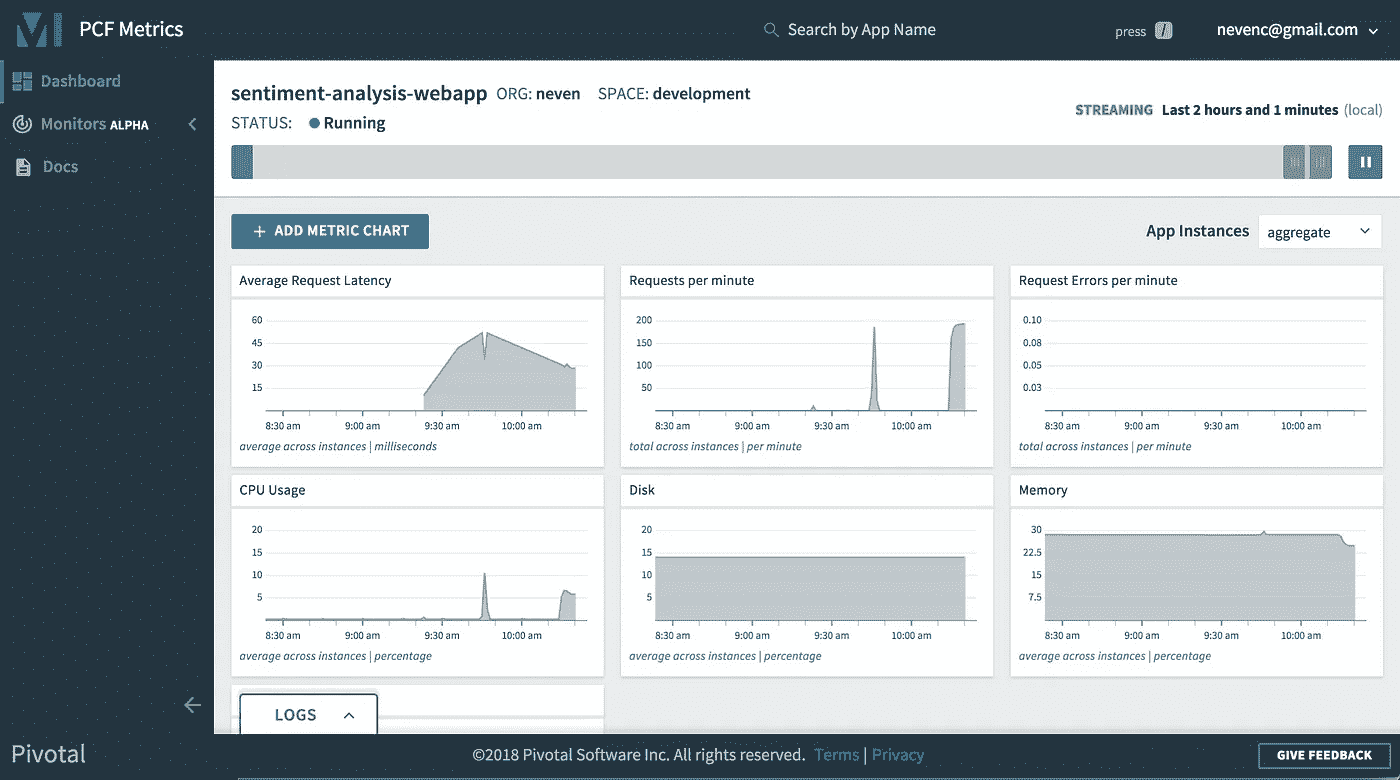 PCF Metrics
Search by App Name
press /
nevenc@gmail.com
Dashboard
Monitors ALPHA
Docs
sentiment-analysis-webapp ORG: neven SPACE: development
STATUS: Running
STREAMING Last 2 hours and 1 minutes (local)
+ ADD METRIC CHART
App Instances aggregate
Average Request Latency
60
45
30
15
8:30 am 9:00 am 9:30 am 10:00 am
average across instances | milliseconds
Requests per minute
200
150
100
50
8:30 am 9:00 am 9:30 am 10:00 am
total across instances | per minute
Request Errors per minute
0.10
0.08
0.05
0.03
8:30 am 9:00 am 9:30 am 10:00 am
total across instances | per minute
CPU Usage
20
15
10
5
8:30 am 9:00 am 9:30 am 10:00 am
average across instances | percentage
Disk
20
15
10
5
8:30 am 9:00 am 9:30 am 10:00 am
average across instances | percentage
Memory
30
22.5
15
7.5
8:30 am 9:00 am 9:30 am 10:00 am
average across instances | percentage
LOGS
Pivotal
©2018 Pivotal Software Inc. All rights reserved. Terms | Privacy
GIVE FEEDBACK